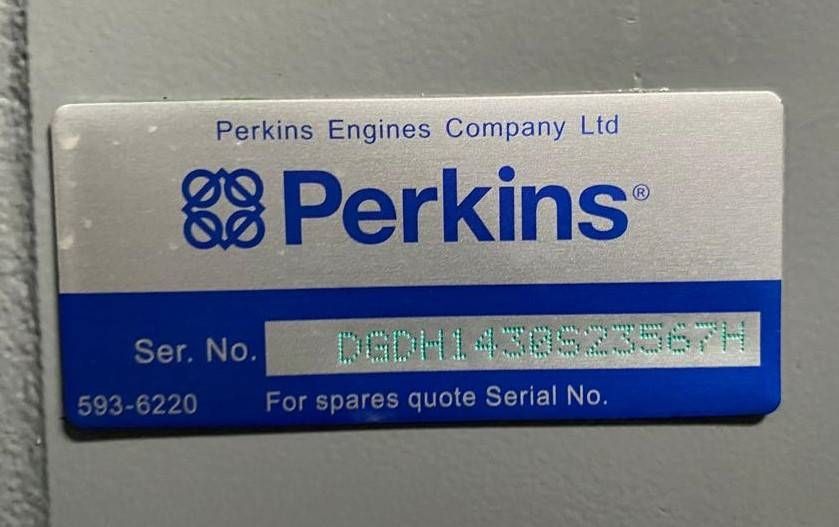 Perkins Engines Company Ltd
Perkins®
Ser. No. DGDH1430S23567H
593-6220 For spares quote Serial No.